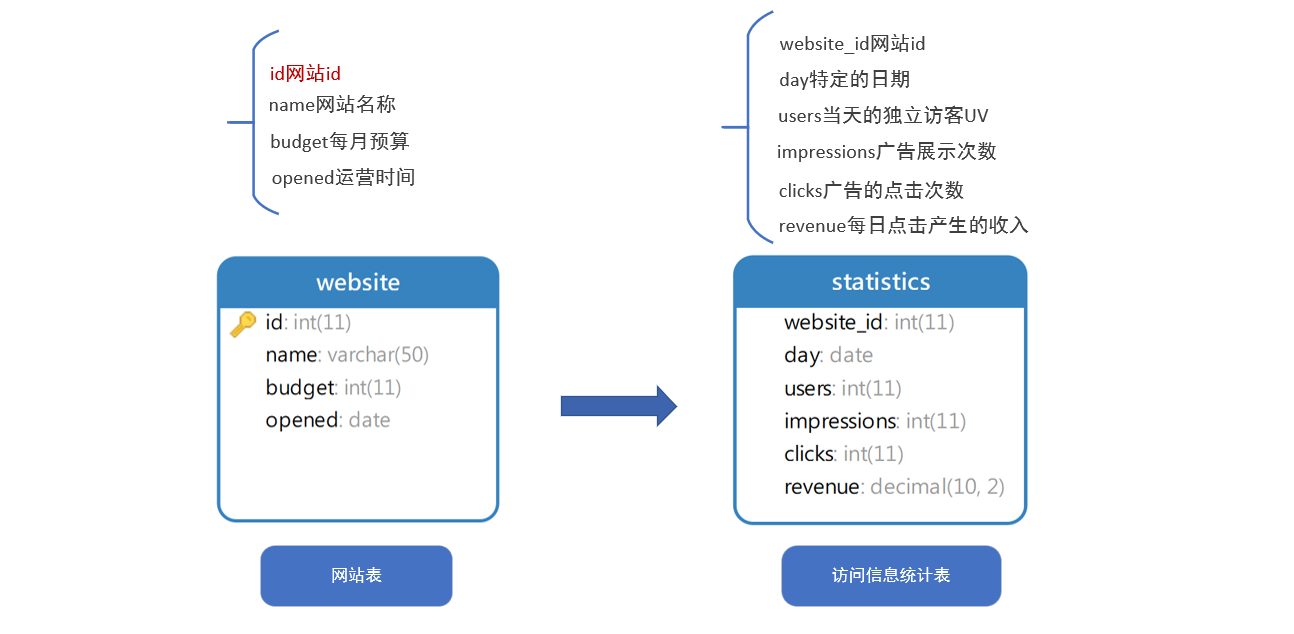 id网站id
name网站名称
budget每月预算
opened运营时间
website_id网站id
day特定的日期
users当天的独立访客UV
impressions广告展示次数
clicks广告的点击次数
revenue每日点击产生的收入
website
id: int(11)
name: varchar(50)
budget: int(11)
opened: date
statistics
website_id: int(11)
day: date
users: int(11)
impressions: int(11)
clicks: int(11)
revenue: decimal(10, 2)
网站表
访问信息统计表